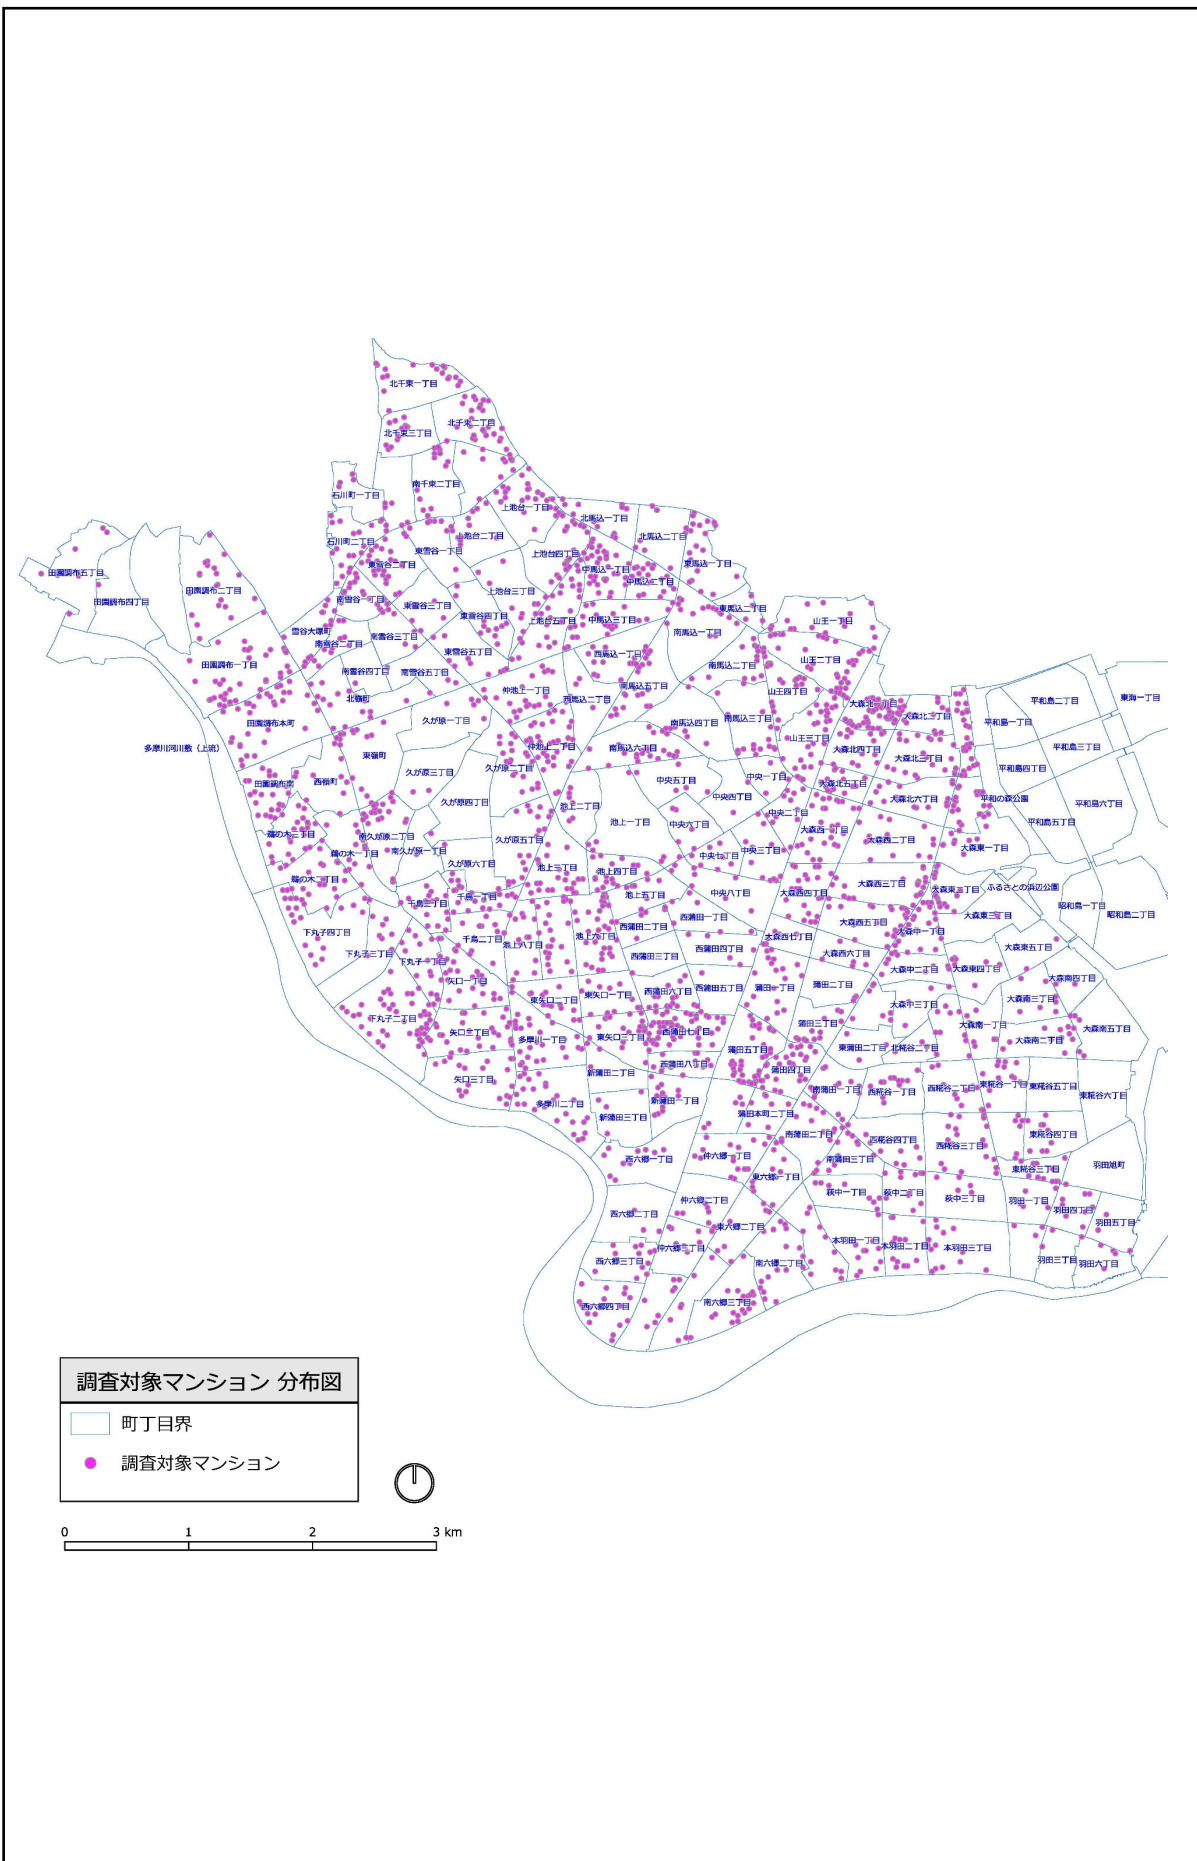 北千束一丁目
北千束二丁目
北千束三丁目
南千束二丁目
石川町一丁目
上池台一丁目
北馬込一丁目
上池台二丁目
北馬込二丁目
石川町二丁目
東雪谷一丁目
上池台四丁目
東馬込一丁目
東雪谷二丁目
中馬込一丁目
田園調布五丁目
中馬込二丁目
田園調布二丁目
上池台三丁目
田園調布四丁目
南雪谷一丁目
東雪谷三丁目
東馬込二丁目
東雪谷四丁目
上池台五丁目
中馬込三丁目
山王一丁目
雪谷大塚町
南雪谷三丁目
南馬込一丁目
南雪谷二丁目
東雪谷五丁目
西馬込一丁目
山王二丁目
田園調布一丁目
南雪谷四丁目
南雪谷五丁目
南馬込二丁目
南馬込五丁目
仲池上一丁目
山王四丁目
北嶺町
西馬込二丁目
平和島二丁目
東海一丁目
大森北一丁目
田園調布本町
久が原一丁目
南馬込四丁目
南馬込三丁目
大森北二丁目
平和島一丁目
山王三丁目
多摩川河川敷（上流）
仲池上二丁目
南馬込六丁目
大森北四丁目
平和島三丁目
東嶺町
大森北三丁目
久が原三丁目
久が原二丁目
平和島四丁目
田園調布南
西嶺町
中央五丁目
中央一丁目
大森北五丁目
久が原四丁目
池上二丁目
中央四丁目
大森北六丁目
平和の森公園
平和島六丁目
池上一丁目
中央六丁目
中央二丁目
平和島五丁目
鵜の木三丁目
南久が原二丁目
久が原五丁目
大森西一丁目
大森西二丁目
大森東一丁目
鵜の木一丁目
南久が原一丁目
久が原六丁目
池上三丁目
池上四丁目
中央七丁目
中央三丁目
鵜の木二丁目
大森西三丁目
大森東二丁目
ふるさとの浜辺公園
千鳥三丁目
千鳥一丁目
池上五丁目
中央八丁目
大森西四丁目
昭和島一丁目
昭和島二丁目
西蒲田一丁目
大森東三丁目
下丸子四丁目
千鳥二丁目
池上八丁目
池上六丁目
西蒲田二丁目
大森西七丁目
大森西五丁目
大森中一丁目
下丸子三丁目
下丸子一丁目
西蒲田三丁目
西蒲田四丁目
大森西六丁目
大森東五丁目
矢口一丁目
大森中二丁目
大森東四丁目
大森南四丁目
東矢口二丁目
東矢口一丁目
西蒲田六丁目
西蒲田五丁目
蒲田一丁目
蒲田二丁目
大森中三丁目
大森南三丁目
下丸子二丁目
矢口二丁目
多摩川一丁目
東矢口三丁目
西蒲田七丁目
蒲田三丁目
大森南一丁目
大森南五丁目
大森南二丁目
東蒲田二丁目
北糀谷二丁目
蒲田五丁目
西蒲田八丁目
蒲田四丁目
新蒲田二丁目
矢口三丁目
南蒲田一丁目
西糀谷一丁目
西糀谷二丁目
東糀谷一丁目
東糀谷五丁目
東糀谷六丁目
多摩川二丁目
新蒲田三丁目
新蒲田一丁目
蒲田本町二丁目
南蒲田二丁目
西糀谷四丁目
西糀谷三丁目
東糀谷四丁目
西六郷一丁目
仲六郷一丁目
南蒲田三丁目
東糀谷三丁目
羽田旭町
東六郷一丁目
萩中一丁目
萩中二丁目
萩中三丁目
羽田一丁目
仲六郷二丁目
羽田四丁目
西六郷二丁目
東六郷二丁目
羽田五丁目
仲六郷三丁目
本羽田一丁目
本羽田二丁目
本羽田三丁目
西六郷三丁目
南六郷二丁目
羽田三丁目
羽田六丁目
西六郷四丁目
南六郷三丁目
調査対象マンション 分布図
町丁目界
調査対象マンション
0 1 2 3 km